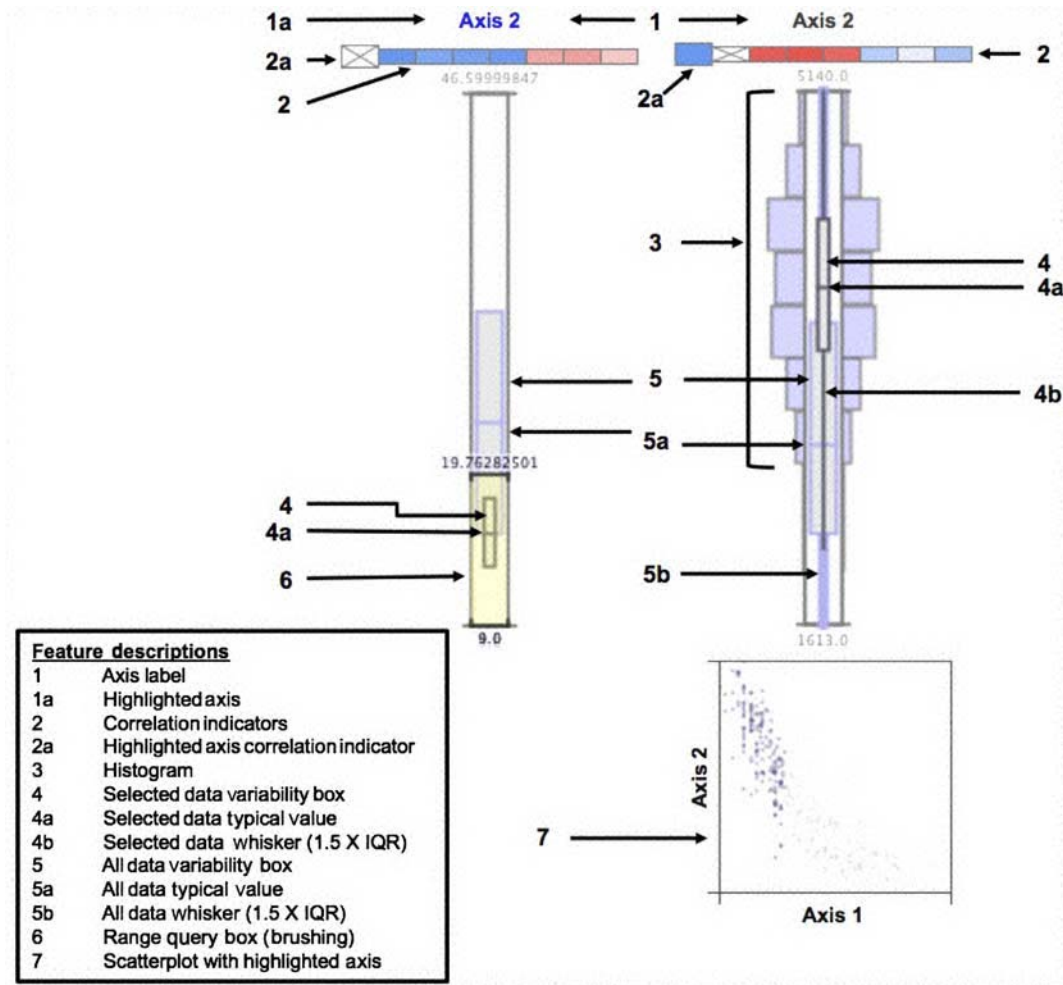 1a Axis 2 1 Axis 2
2a 2 2a 2
46.59999847 5140.0
3 4 4a
5 4b
5a
19.76282501
4
4a
6 5b
9.0 1613.0
Feature descriptions
1 Axis label
1a Highlighted axis
2 Correlation indicators
2a Highlighted axis correlation indicator
3 Histogram
4 Selected data variability box
4a Selected data typical value
4b Selected data whisker (1.5 X IQR)
5 All data variability box
5a All data typical value
5b All data whisker (1.5 X IQR)
6 Range query box (brushing)
7 Scatterplot with highlighted axis
Axis 2
7
Axis 1